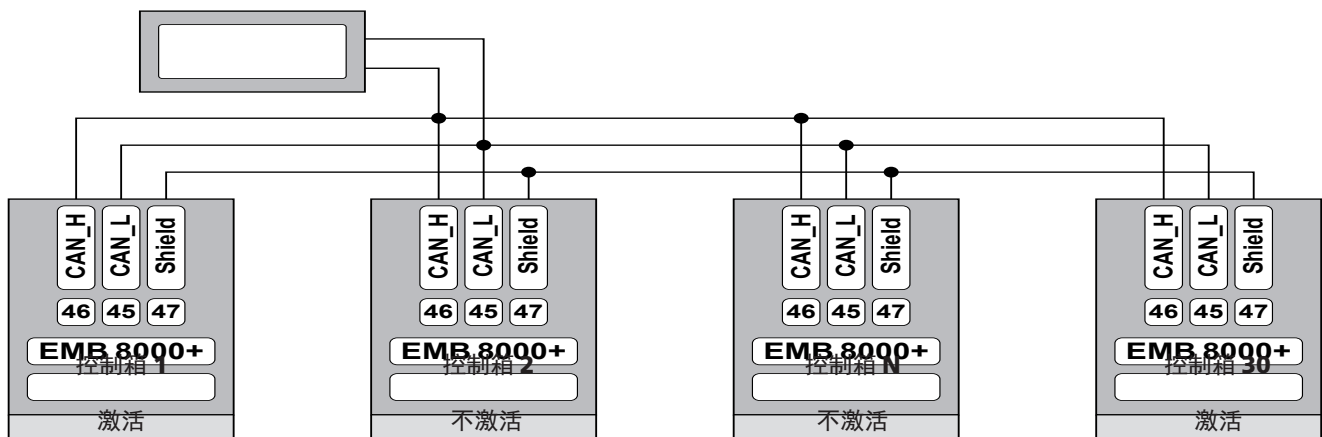 CAN_H CAN_L Shield CAN_H CAN_L Shield CAN_H CAN_L Shield CAN_H CAN_L Shield
46 45 47 46 45 47 46 45 47 46 45 47
EMB 8000+ EMB 8000+ EMB 8000+ EMB 8000+
控制箱 1 控制箱 2 控制箱 N 控制箱 30
激活 不激活 不激活 激活